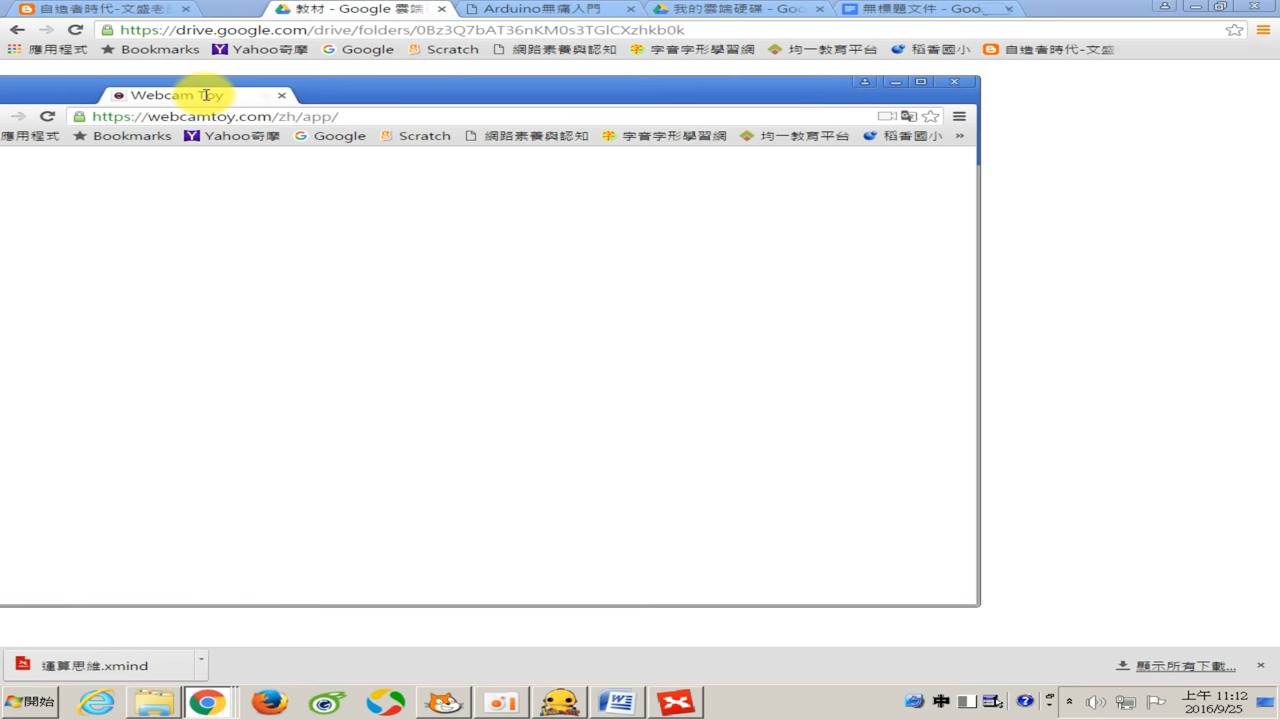 自造者時代-文盛老
教材 - Google 雲端
Arduino無痛入門
我的雲端硬碟 - Goo
無標題文件 - Goo
https://drive.google.com/drive/folders/0Bz3Q7bAT36nKM0s3TGlCXzhkb0k
應用程式 Bookmarks Yahoo奇摩 Google Scratch 網路素養與認知 字音字形學習網 均一教育平台 稻香國小 自造者時代-文盛
Webcam Toy
https://webcamtoy.com/zh/app/
應用程式 Bookmarks Yahoo奇摩 Google Scratch 網路素養與認知 字音字形學習網 均一教育平台 稻香國小 »
運算思維.xmind
顯示所有下載...
開始
中
上午 11:12
2016/9/25